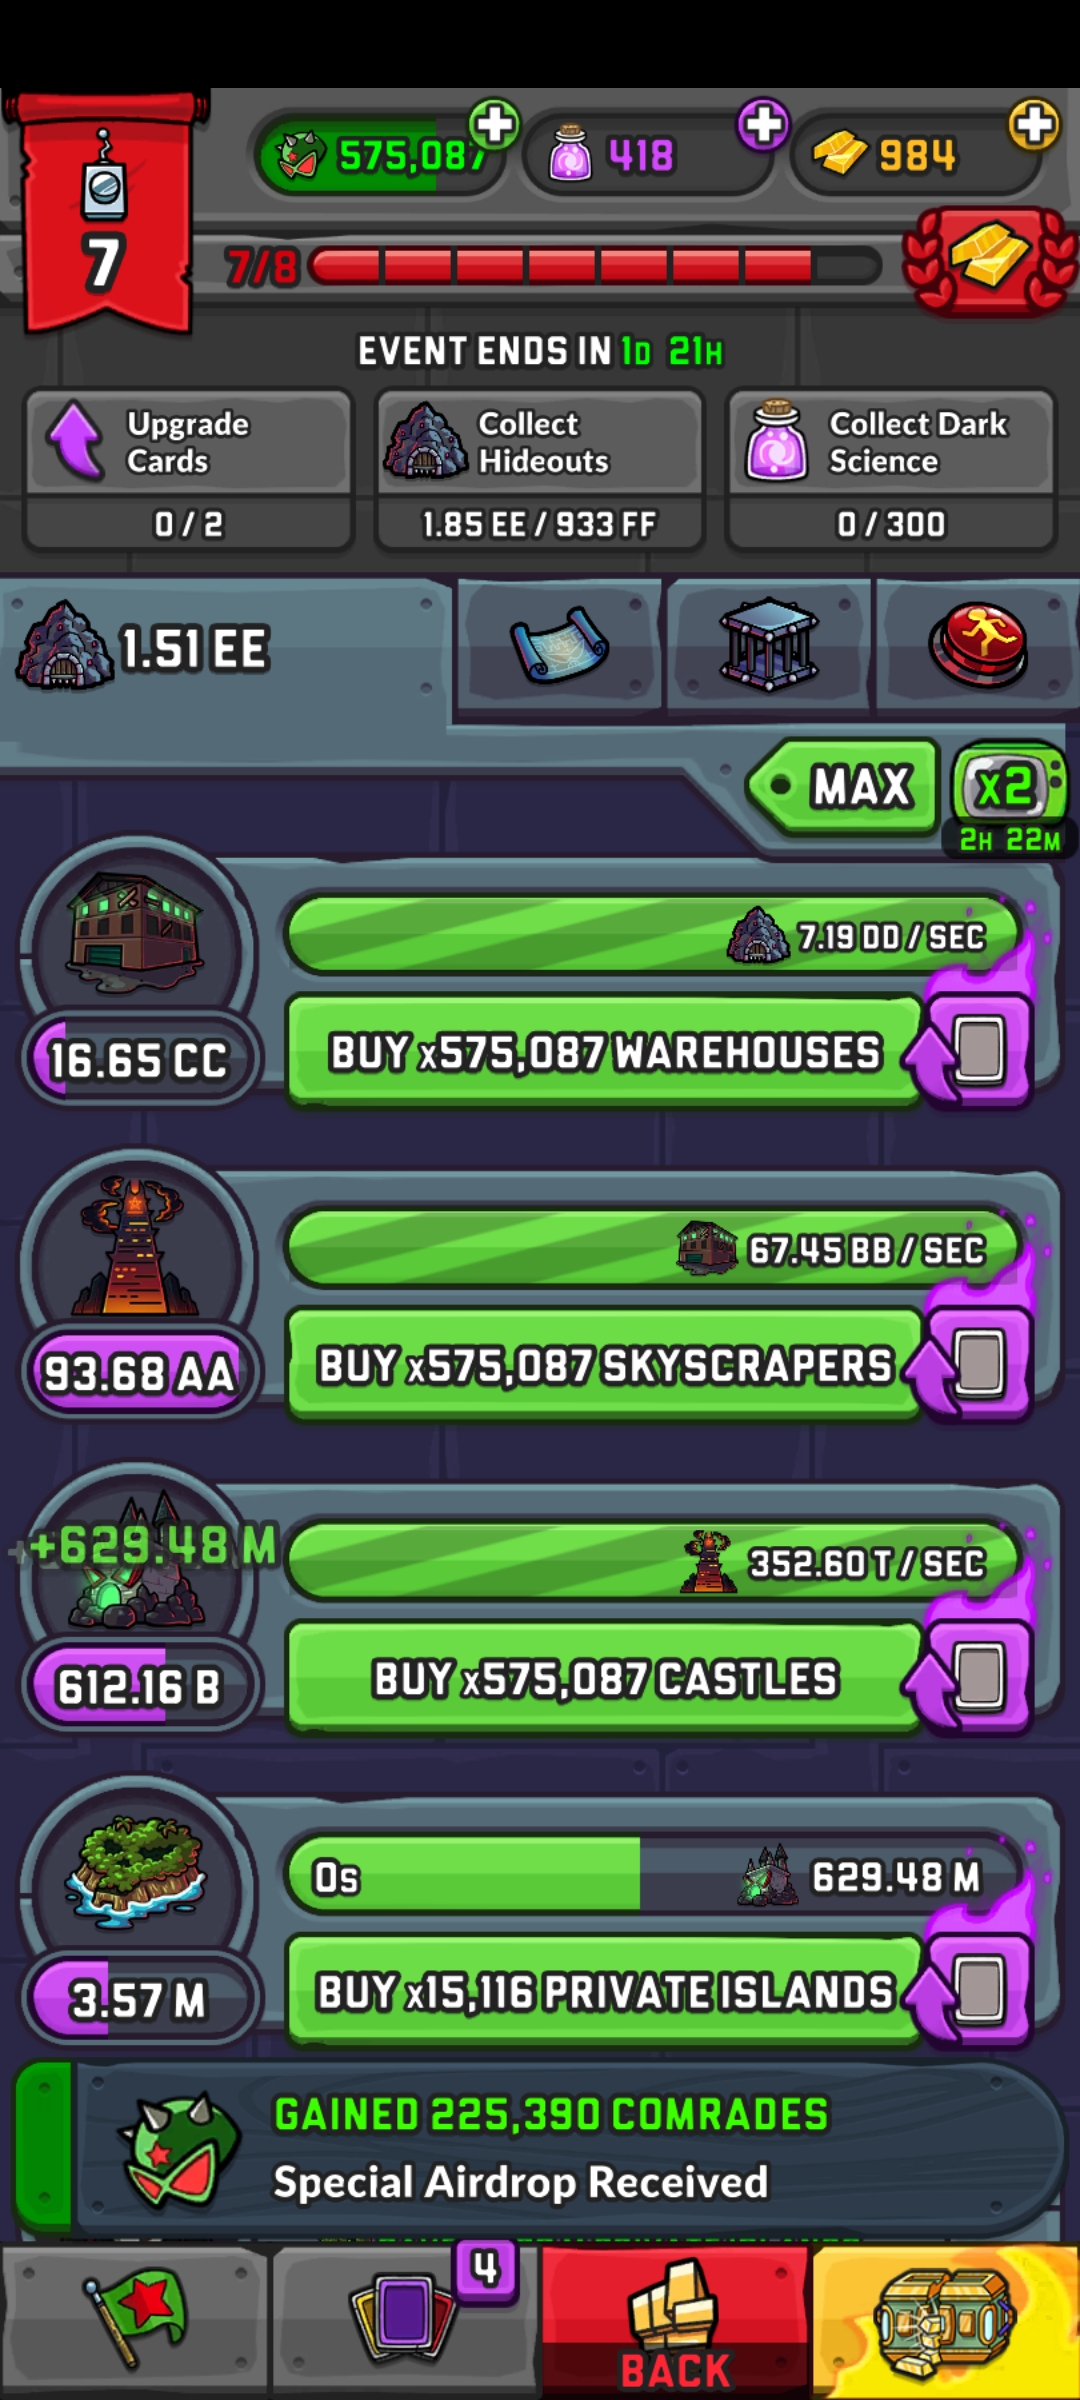 575,087
418
984
7
7/8
EVENT ENDS IN 1D 21H
Upgrade Cards
0 / 2
Collect Hideouts
1.85 EE / 933 FF
Collect Dark Science
0 / 300
1.51 EE
MAX
x2
2H 22M
7.19 DD / SEC
16.65 CC
BUY x575,087 WAREHOUSES
67.45 BB / SEC
93.68 AA
BUY x575,087 SKYSCRAPERS
+629.48 M
352.60 T / SEC
612.16 B
BUY x575,087 CASTLES
0s
629.48 M
3.57 M
BUY x15,116 PRIVATE ISLANDS
GAINED 225,390 COMRADES
Special Airdrop Received
4
BACK